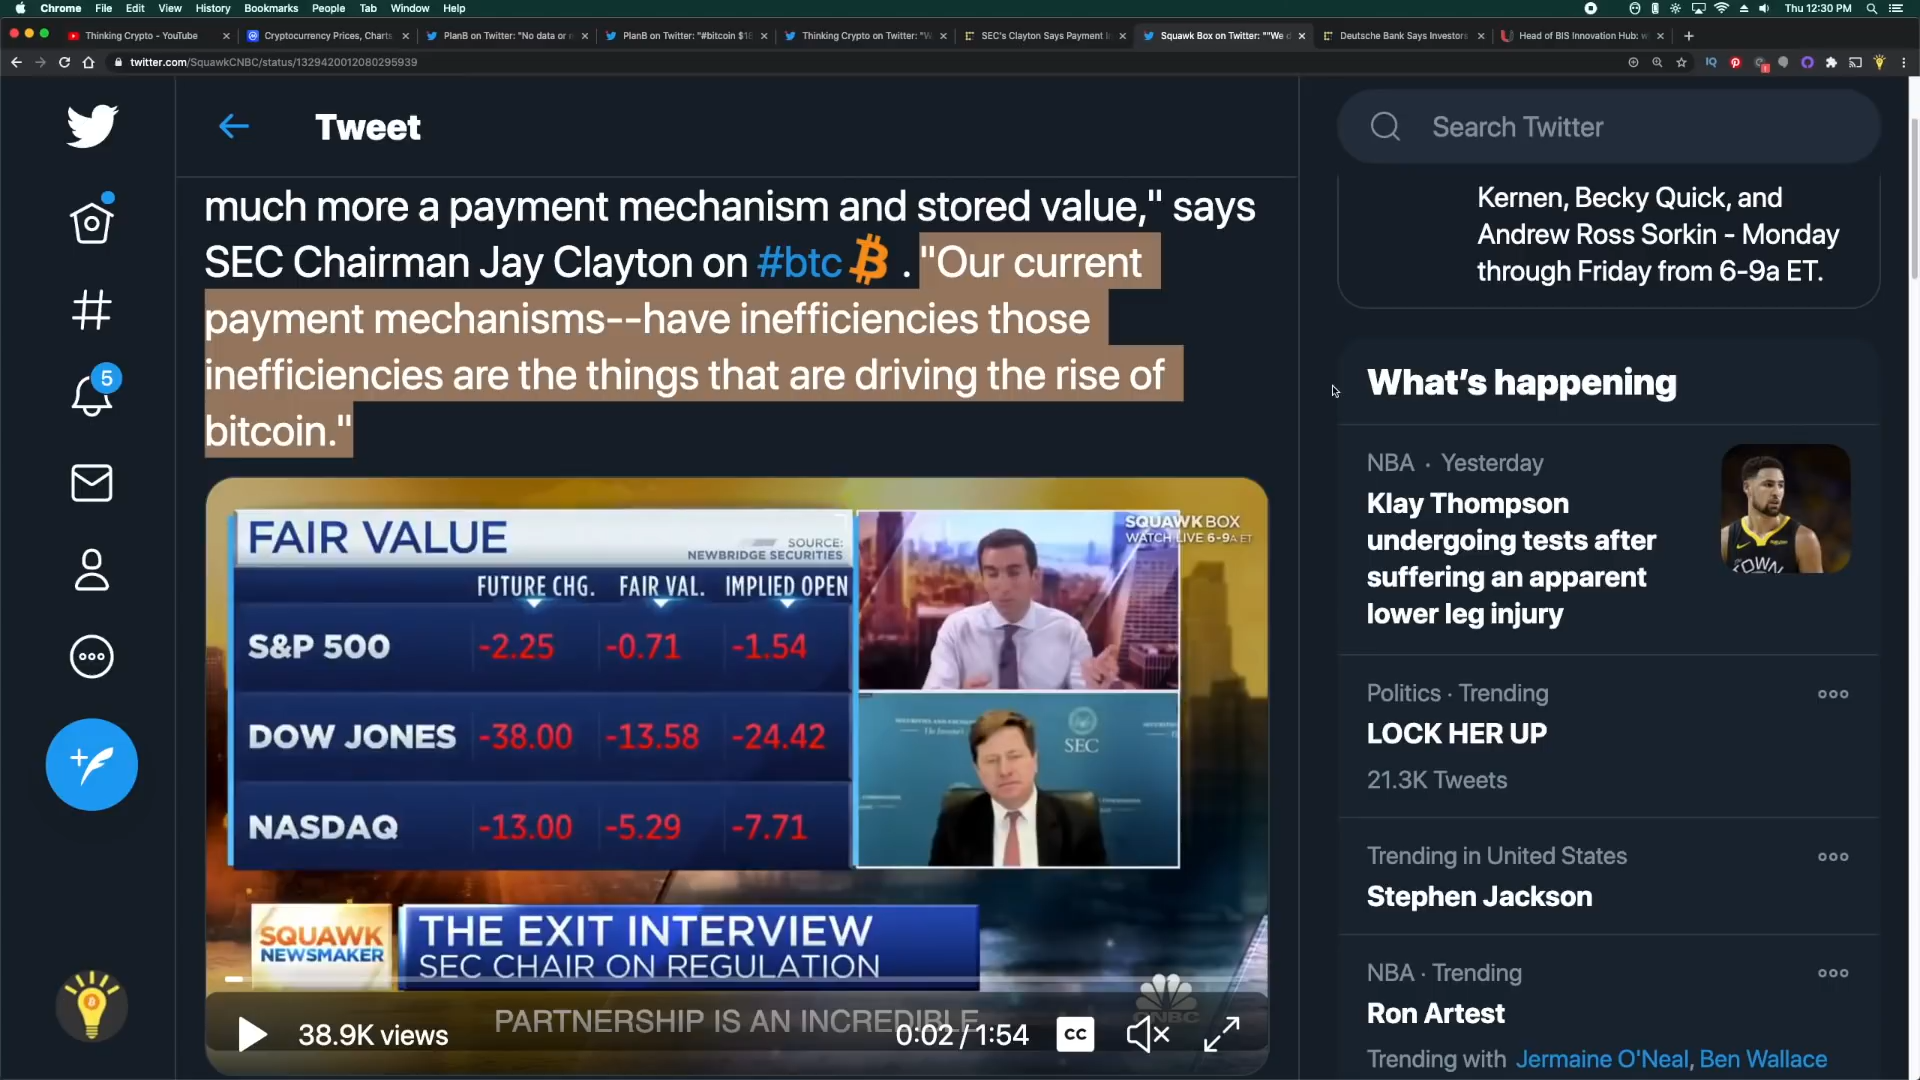 Chrome File Edit View History Bookmarks People Tab Window Help
Thu 12:30 PM
Thinking Crypto - YouTube
Cryptocurrency Prices, Charts
PlanB on Twitter: "No data or n
PlanB on Twitter: "#bitcoin $18
Thinking Crypto on Twitter: "W
SEC's Clayton Says Payment I
Squawk Box on Twitter: ""We d
Deutsche Bank Says Investors
Head of BIS Innovation Hub: w
twitter.com/SquawkCNBC/status/1329420012080295939
Tweet
Search Twitter
much more a payment mechanism and stored value," says
SEC Chairman Jay Clayton on #btc . "Our current
payment mechanisms--have inefficiencies those
inefficiencies are the things that are driving the rise of
bitcoin."
5
FAIR VALUE
SOURCE:
NEWBRIDGE SECURITIES
FUTURE CHG. FAIR VAL. IMPLIED OPEN
S&P 500 -2.25 -0.71 -1.54
DOW JONES -38.00 -13.58 -24.42
NASDAQ -13.00 -5.29 -7.71
SQUAWK BOX
WATCH LIVE 6-9A ET
SEC
SQUAWK
NEWSMAKER
THE EXIT INTERVIEW
SEC CHAIR ON REGULATION
CNBC
PARTNERSHIP IS AN INCREDIBLE
38.9K views
0:02 / 1:54
CC
Kernen, Becky Quick, and
Andrew Ross Sorkin - Monday
through Friday from 6-9a ET.
What's happening
NBA · Yesterday
Klay Thompson
undergoing tests after
suffering an apparent
lower leg injury
Politics · Trending
LOCK HER UP
21.3K Tweets
Trending in United States
Stephen Jackson
NBA · Trending
Ron Artest
Trending with Jermaine O'Neal, Ben Wallace